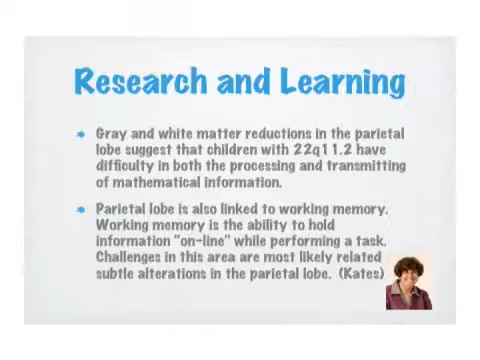 Research and Learning
Gray and white matter reductions in the parietal
lobe suggest that children with 22q11.2 have
difficulty in both the processing and transmitting
of mathematical information.
Parietal lobe is also linked to working memory.
Working memory is the ability to hold
information "on-line" while performing a task.
Challenges in this area are most likely related
subtle alterations in the parietal lobe. (Kates)